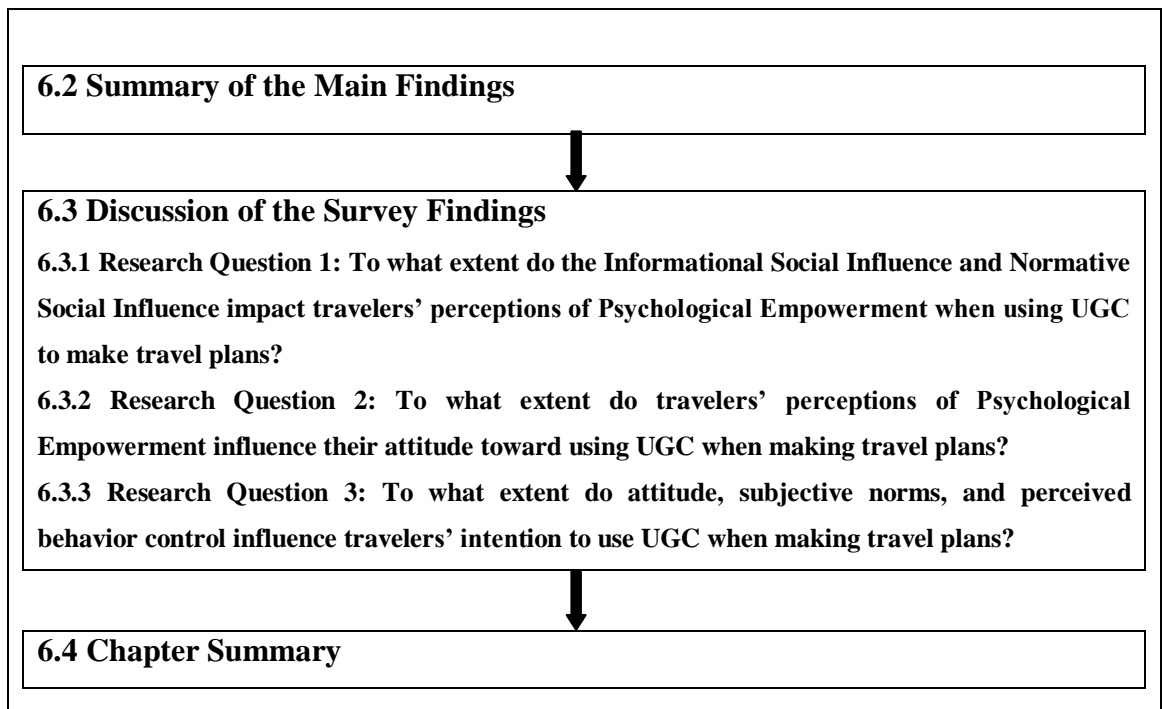 6.2 Summary of the Main Findings
6.3 Discussion of the Survey Findings
6.3.1 Research Question 1: To what extent do the Informational Social Influence and Normative
Social Influence impact travelers’ perceptions of Psychological Empowerment when using UGC
to make travel plans?
6.3.2 Research Question 2: To what extent do travelers’ perceptions of Psychological
Empowerment influence their attitude toward using UGC when making travel plans?
6.3.3 Research Question 3: To what extent do attitude, subjective norms, and perceived
behavior control influence travelers’ intention to use UGC when making travel plans?
6.4 Chapter Summary